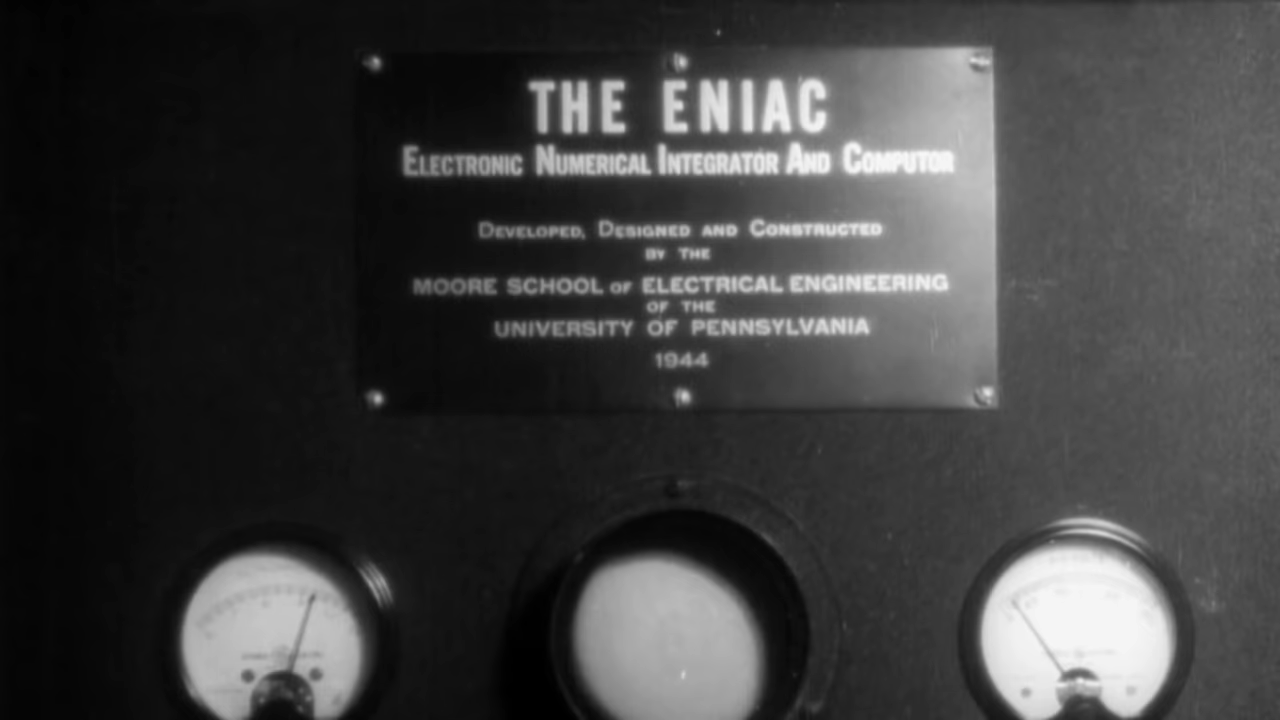 THE ENIAC
ELECTRONIC NUMERICAL INTEGRATOR AND COMPUTOR
DEVELOPED, DESIGNED AND CONSTRUCTED
BY THE
MOORE SCHOOL OF ELECTRICAL ENGINEERING
OF THE
UNIVERSITY OF PENNSYLVANIA
1944